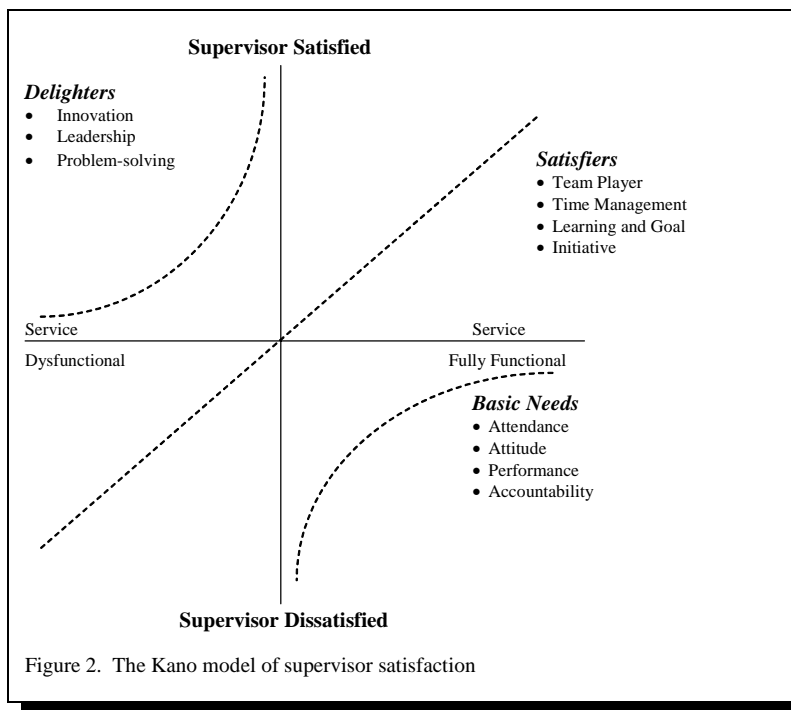 Supervisor Satisfied
Delighters
• Innovation
• Leadership
• Problem-solving
Satisfiers
• Team Player
• Time Management
• Learning and Goal
• Initiative
Service
Dysfunctional
Service
Fully Functional
Basic Needs
• Attendance
• Attitude
• Performance
• Accountability
Supervisor Dissatisfied
Figure 2. The Kano model of supervisor satisfaction